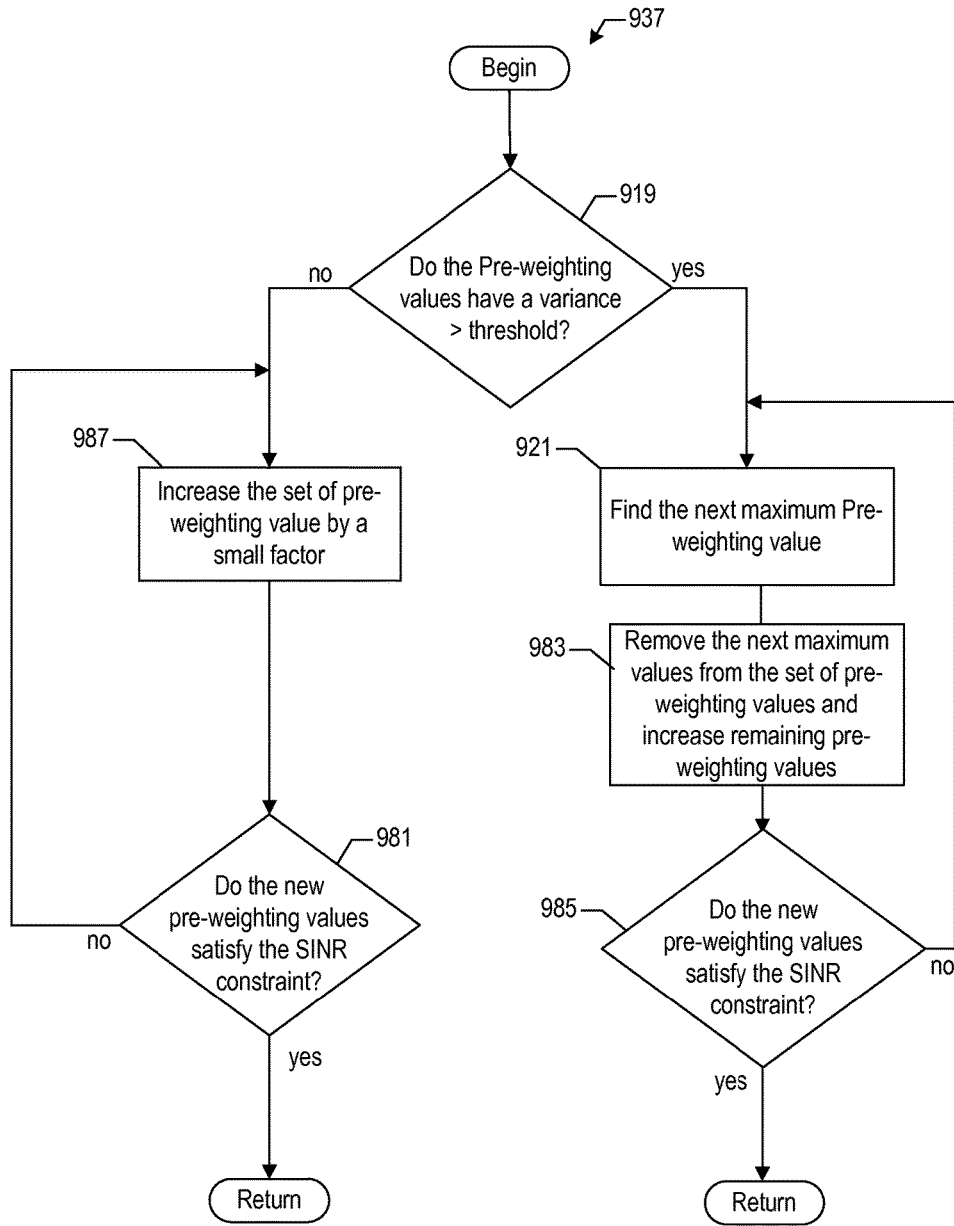 937
Begin
919
Do the Pre-weighting
values have a variance
> threshold?
no
yes
987
Increase the set of pre-
weighting value by a
small factor
921
Find the next maximum Pre-
weighting value
983
Remove the next maximum
values from the set of pre-
weighting values and
increase remaining pre-
weighting values
981
Do the new
pre-weighting values
satisfy the SINR
constraint?
no
yes
985
Do the new
pre-weighting values
satisfy the SINR
constraint?
no
yes
Return
Return